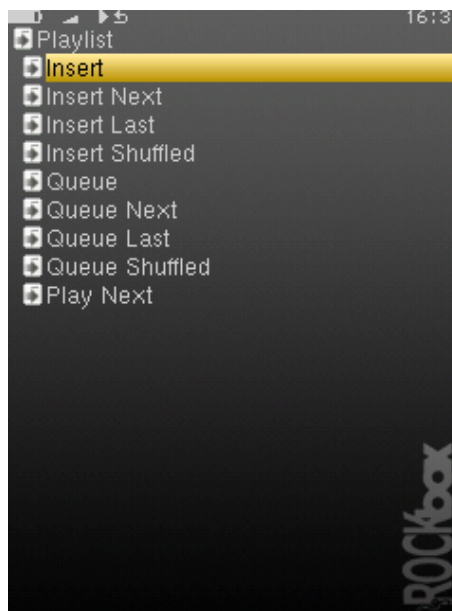 16:3
Playlist
Insert
Insert Next
Insert Last
Insert Shuffled
Queue
Queue Next
Queue Last
Queue Shuffled
Play Next
ROCKbox